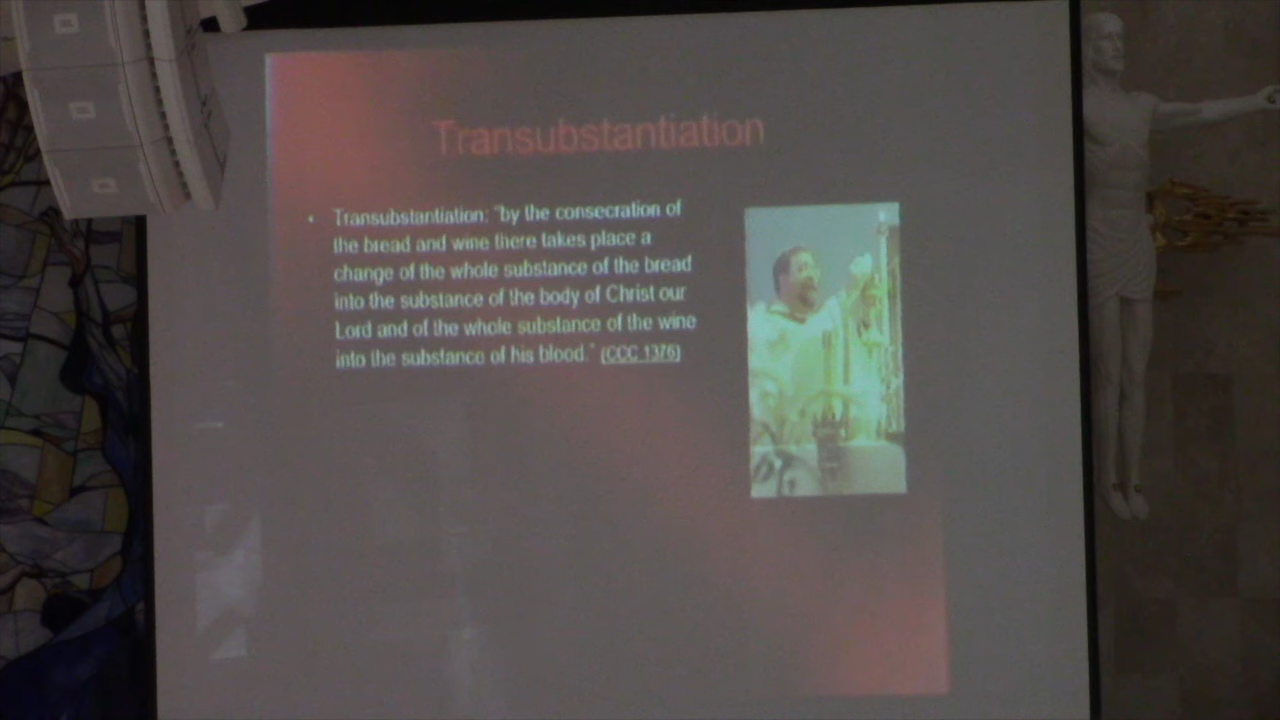 Transubstantiation
• Transubstantiation: "by the consecration of
the bread and wine there takes place a
change of the whole substance of the bread
into the substance of the body of Christ our
Lord and of the whole substance of the wine
into the substance of his blood." (CCC 1376)